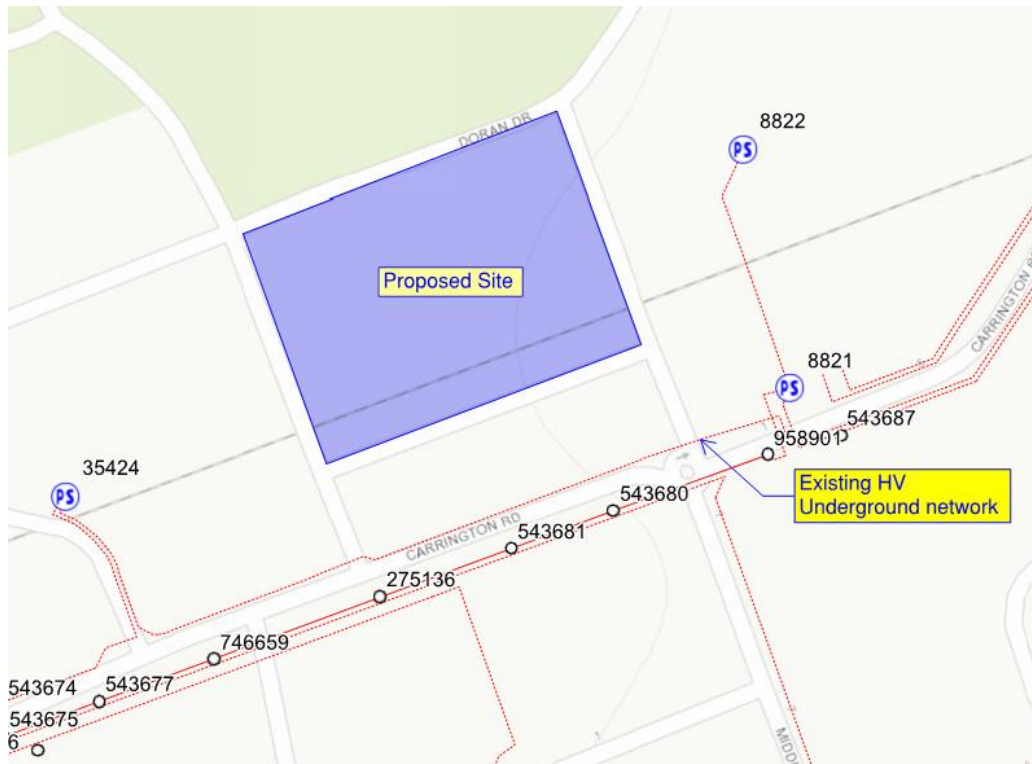 DORAN DR
8822
PS
Proposed Site
CARRINGTON RD
8821
PS
543687
958901
35424
PS
Existing HV
Underground network
543680
CARRINGTON RD
543681
275136
746659
543674
543677
543675
6